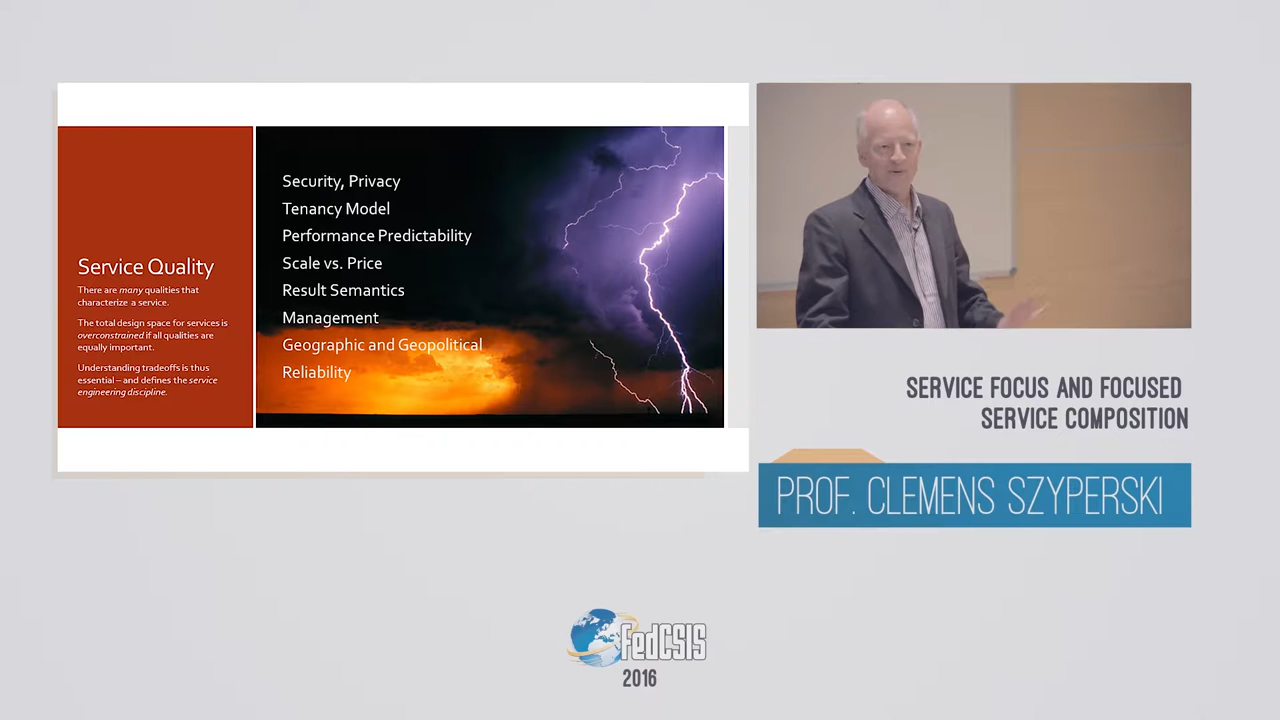 Service Quality
There are many qualities that
characterize a service.
The total design space for services is
overconstrained if all qualities are
equally important.
Understanding tradeoffs is thus
essential – and defines the service
engineering discipline.
Security, Privacy
Tenancy Model
Performance Predictability
Scale vs. Price
Result Semantics
Management
Geographic and Geopolitical
Reliability
SERVICE FOCUS AND FOCUSED
SERVICE COMPOSITION
PROF. CLEMENS SZYPERSKI
FedCSIS
2016